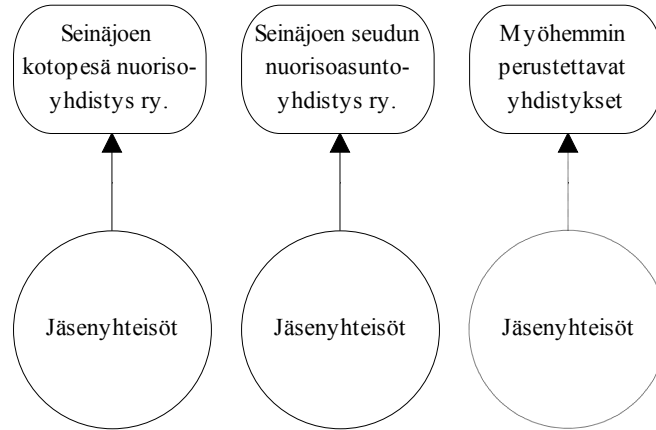 Seinäjoen
kotopesä nuoriso-
yhdistys ry.
Seinäjoen seudun
nuorisoasunto-
yhdistys ry.
Myöhemmin
perustettavat
yhdistykset
Jäsenyhteisöt
Jäsenyhteisöt
Jäsenyhteisöt